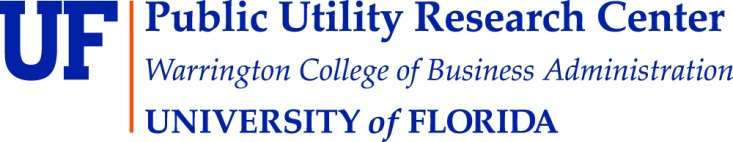 UF
Public Utility Research Center
Warrington College of Business Administration
UNIVERSITY of FLORIDA